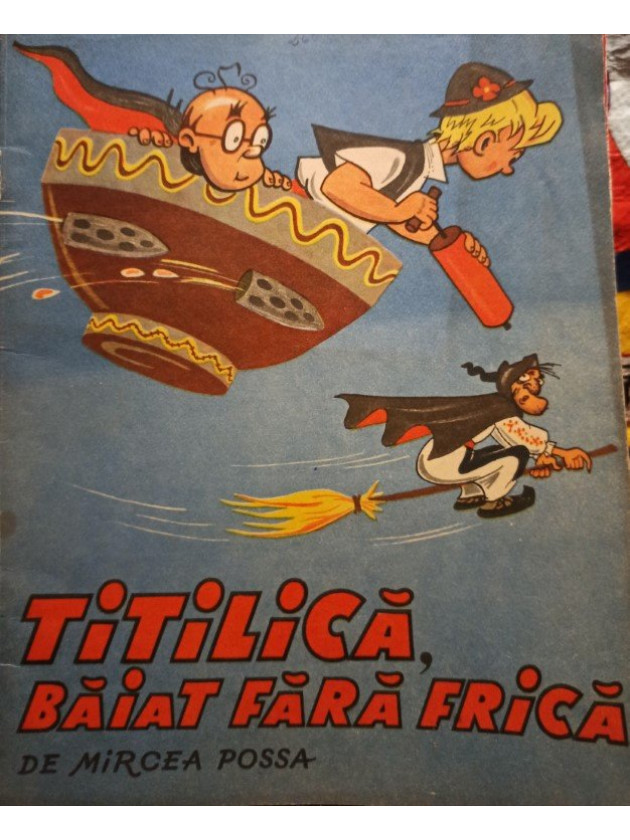 TiTiLiCĂ,
BĂiAT FĂRĂ FRiCĂ
DE MiRCEA POSSA